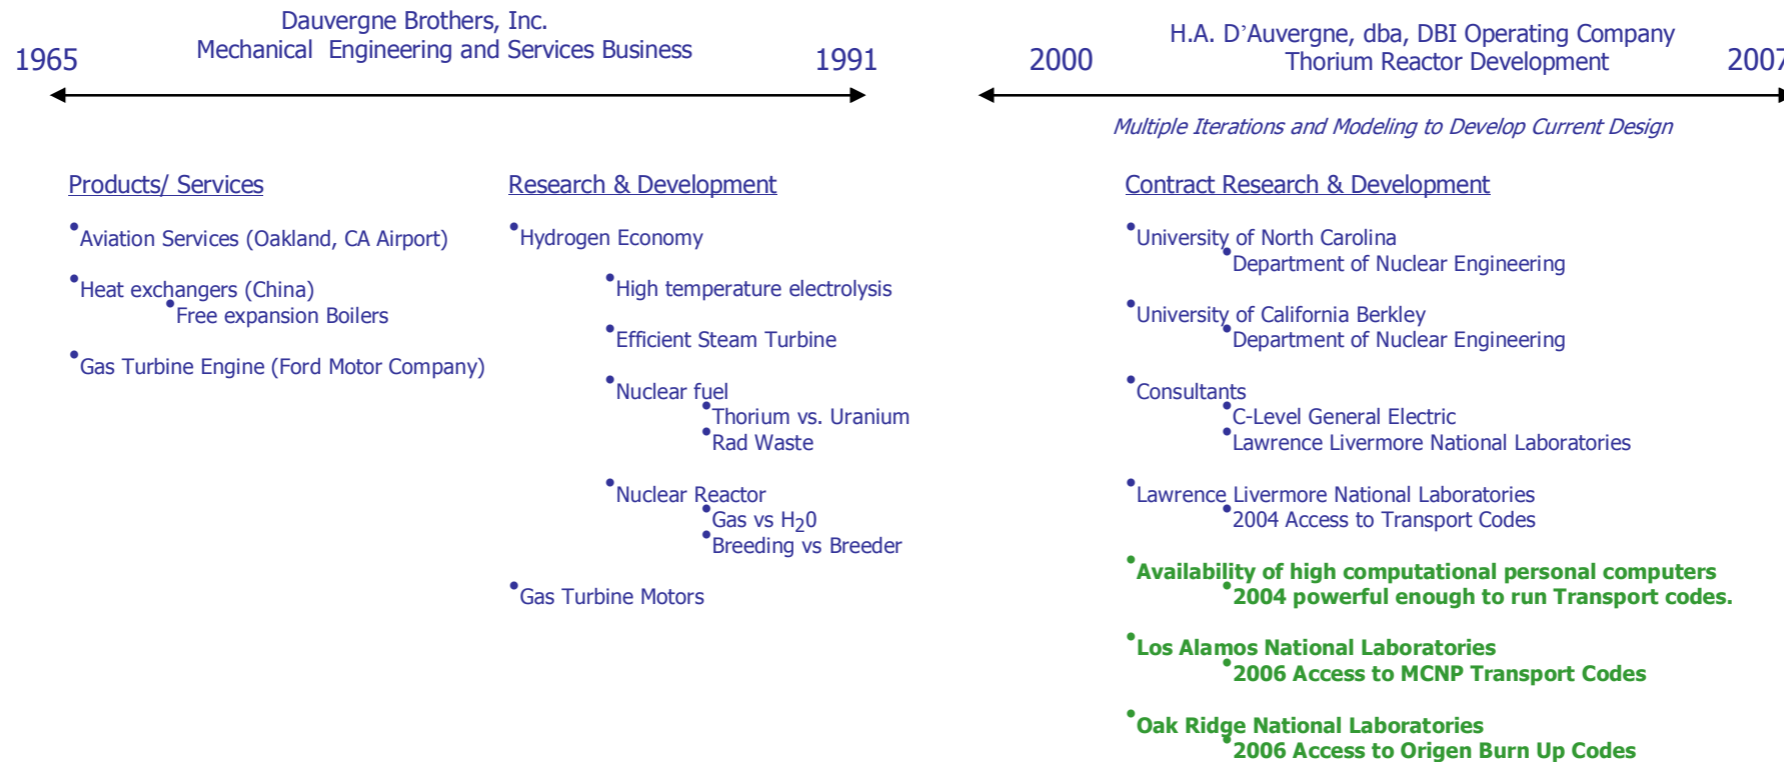 Dauvergne Brothers, Inc.
Mechanical  Engineering and Services Business
1965
1991
Products/ Services
•Aviation Services (Oakland, CA Airport)
•Heat exchangers (China)
•Free expansion Boilers
•Gas Turbine Engine (Ford Motor Company)
Research & Development
•Hydrogen Economy
•High temperature electrolysis
•Efficient Steam Turbine
•Nuclear fuel
•Thorium vs. Uranium
•Rad Waste
•Nuclear Reactor
•Gas vs H20
•Breeding vs Breeder
•Gas Turbine Motors
H.A. D’Auvergne, dba, DBI Operating Company
Thorium Reactor Development
2000
2007
Multiple Iterations and Modeling to Develop Current Design
Contract Research & Development
•University of North Carolina
•Department of Nuclear Engineering
•University of California Berkley
•Department of Nuclear Engineering
•Consultants
•C-Level General Electric
•Lawrence Livermore National Laboratories
•Lawrence Livermore National Laboratories
•2004 Access to Transport Codes
•Availability of high computational personal computers
•2004 powerful enough to run Transport codes.
•Los Alamos National Laboratories
•2006 Access to MCNP Transport Codes
•Oak Ridge National Laboratories
•2006 Access to Origen Burn Up Codes